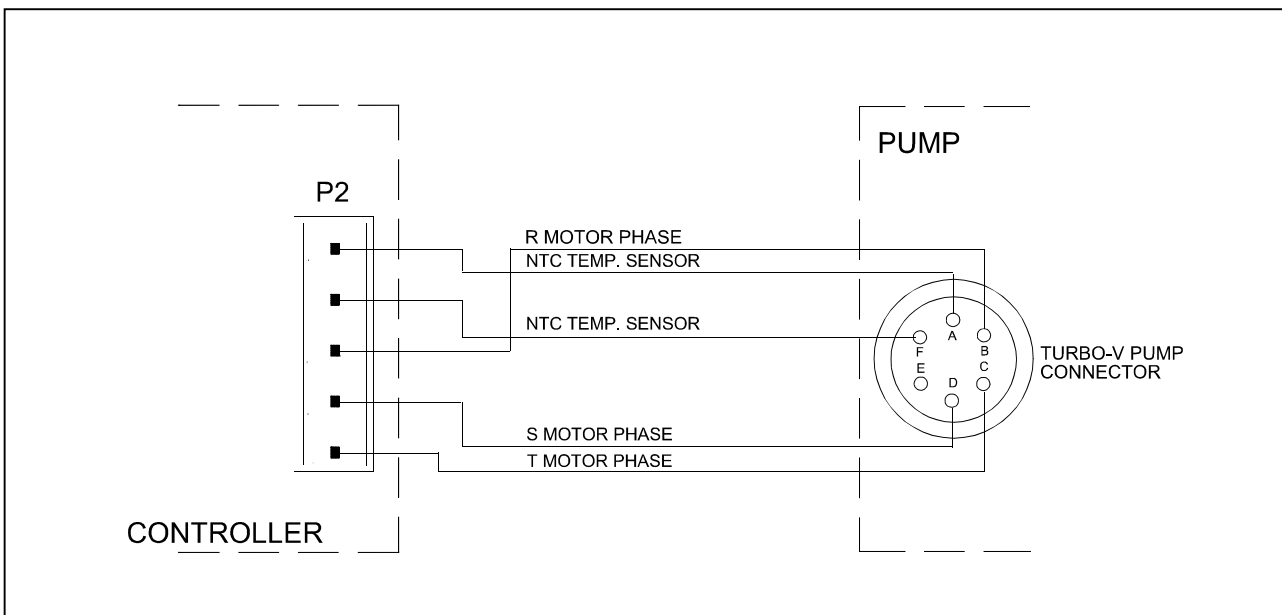 PUMP
P2
R MOTOR PHASE
NTC TEMP. SENSOR
NTC TEMP. SENSOR
A
B
F
TURBO-V PUMP
CONNECTOR
E
D
C
S MOTOR PHASE
T MOTOR PHASE
CONTROLLER